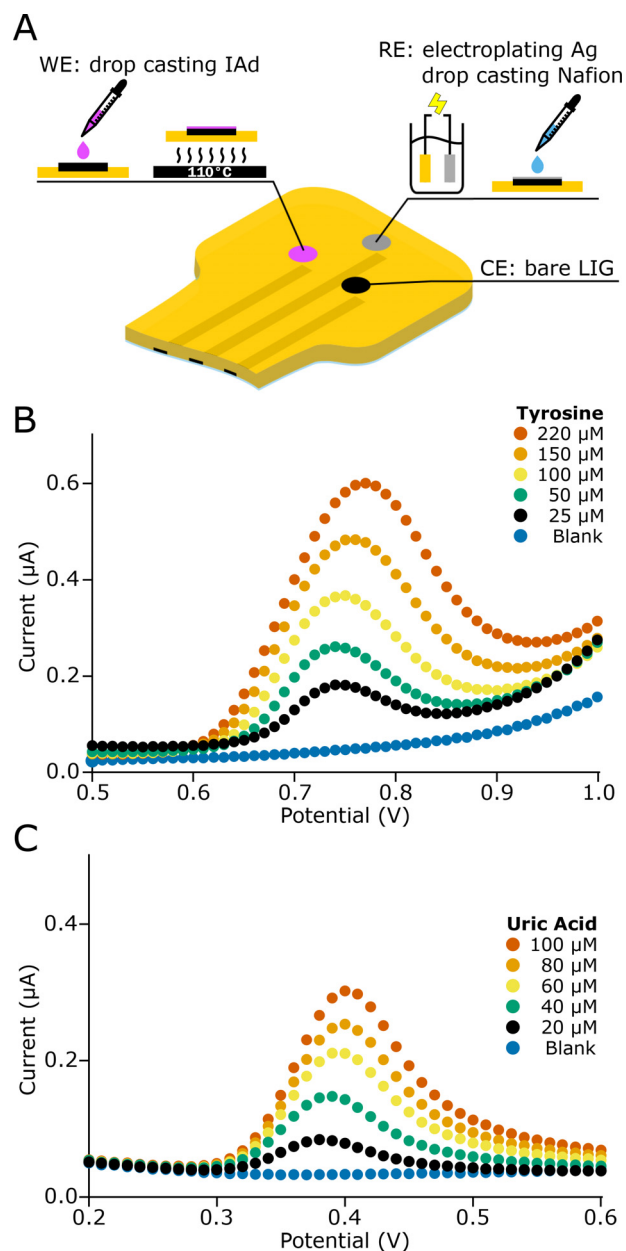 A
WE: drop casting IAd
RE: electroplating Ag
drop casting Nafion
110°C
CE: bare LIG
B
Tyrosine
220 µM
150 µM
100 µM
50 µM
25 µM
Blank
0.6
0.4
0.2
0.0
Current (µA)
0.5 0.6 0.7 0.8 0.9 1.0
Potential (V)
C
Uric Acid
100 µM
80 µM
60 µM
40 µM
20 µM
Blank
0.4
0.2
0.0
Current (µA)
0.2 0.3 0.4 0.5 0.6
Potential (V)